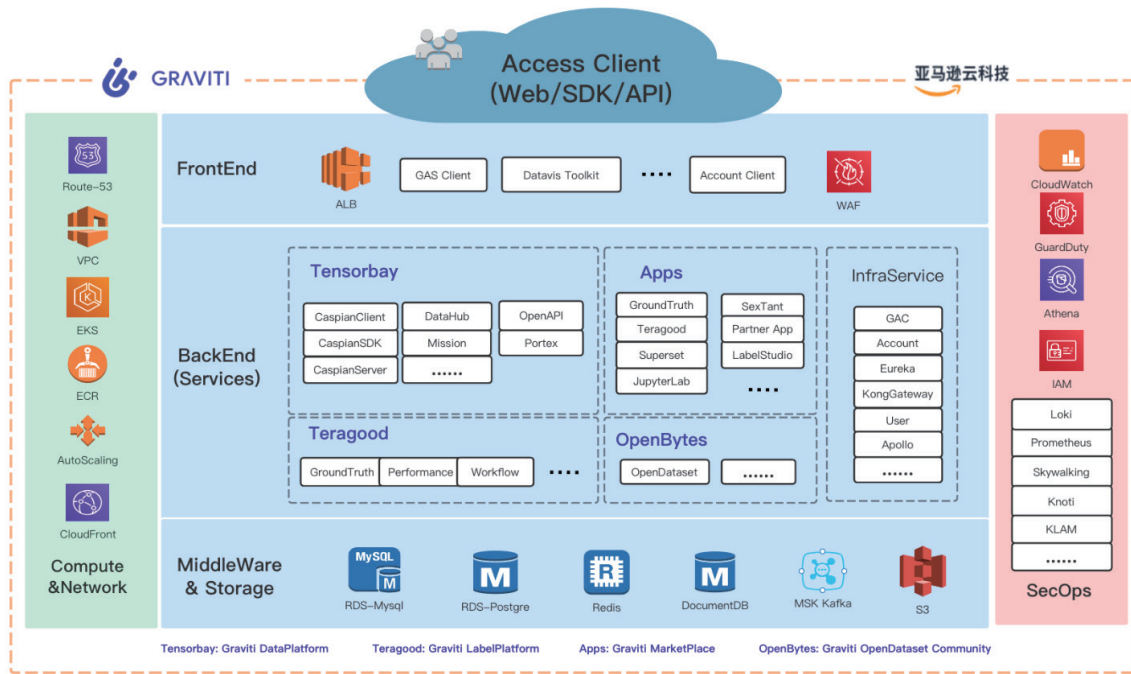 GRAVITI
Access Client
(Web/SDK/API)
亚马逊云科技
53
Route-53
VPC
K
EKS
ECR
AutoScaling
CloudFront
Compute
&Network
FrontEnd
ALB
GAS Client
Datavis Toolkit
....
Account Client
WAF
BackEnd
(Services)
Tensorbay
CaspianClient
CaspianSDK
CaspianServer
DataHub
Mission
......
OpenAPI
Portex
Apps
GroundTruth
Teragood
Superset
JupyterLab
SexTant
Partner App
LabelStudio
....
Teragood
GroundTruth
Performance
Workflow
....
OpenBytes
OpenDataset
......
InfraService
GAC
Account
Eureka
KongGateway
User
Apollo
......
MiddleWare
& Storage
MySQL
M
RDS-Mysql
M
RDS-Postgre
R
Redis
M
DocumentDB
MSK Kafka
S3
CloudWatch
GuardDuty
Athena
IAM
Loki
Prometheus
Skywalking
Knoti
KLAM
......
SecOps
Tensorbay: Graviti DataPlatform
Teragood: Graviti LabelPlatform
Apps: Graviti MarketPlace
OpenBytes: Graviti OpenDataset Community